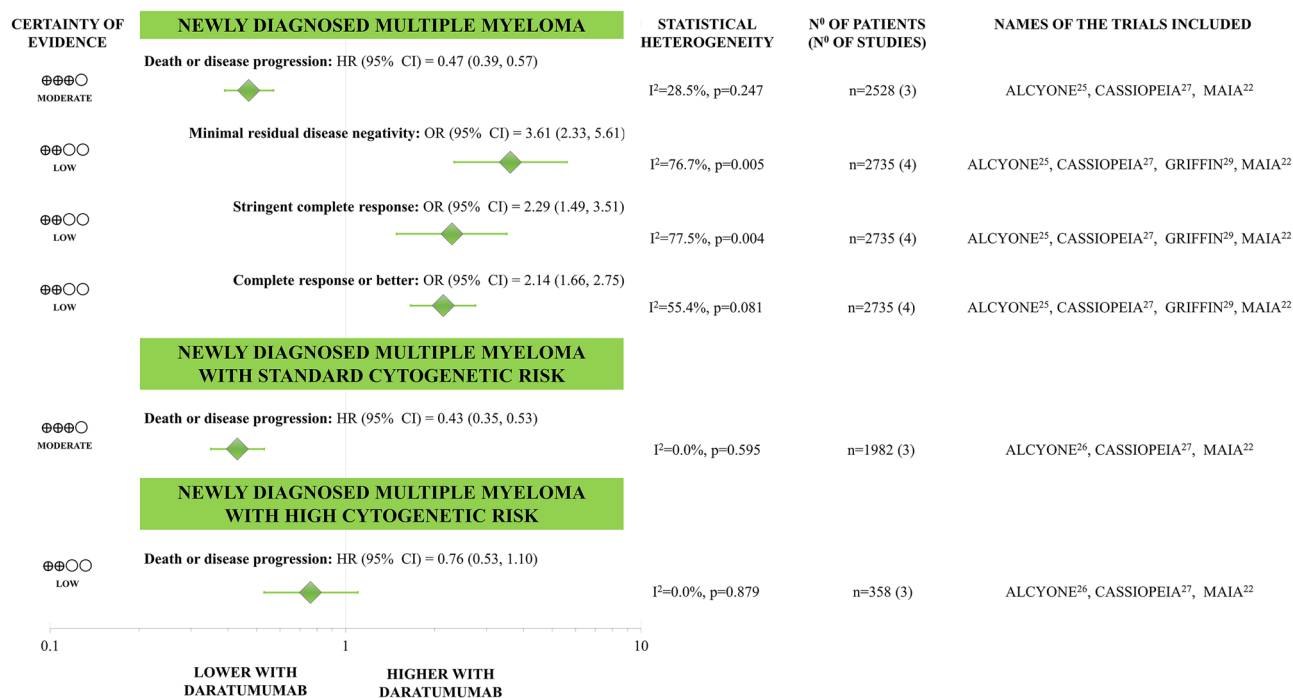 CERTAINTY OF
EVIDENCE
NEWLY DIAGNOSED MULTIPLE MYELOMA
STATISTICAL
HETEROGENEITY
N⁰ OF PATIENTS
(N⁰ OF STUDIES)
NAMES OF THE TRIALS INCLUDED
Death or disease progression: HR (95% CI) = 0.47 (0.39, 0.57)
⊕⊕⊕◯
MODERATE
I²=28.5%, p=0.247
n=2528 (3)
ALCYONE²⁵, CASSIOPEIA²⁷, MAIA²²
Minimal residual disease negativity: OR (95% CI) = 3.61 (2.33, 5.61)
⊕⊕◯◯
LOW
I²=76.7%, p=0.005
n=2735 (4)
ALCYONE²⁵, CASSIOPEIA²⁷, GRIFFIN²⁹, MAIA²²
Stringent complete response: OR (95% CI) = 2.29 (1.49, 3.51)
⊕⊕◯◯
LOW
I²=77.5%, p=0.004
n=2735 (4)
ALCYONE²⁵, CASSIOPEIA²⁷, GRIFFIN²⁹, MAIA²²
Complete response or better: OR (95% CI) = 2.14 (1.66, 2.75)
⊕⊕◯◯
LOW
I²=55.4%, p=0.081
n=2735 (4)
ALCYONE²⁵, CASSIOPEIA²⁷, GRIFFIN²⁹, MAIA²²
NEWLY DIAGNOSED MULTIPLE MYELOMA
WITH STANDARD CYTOGENETIC RISK
Death or disease progression: HR (95% CI) = 0.43 (0.35, 0.53)
⊕⊕⊕◯
MODERATE
I²=0.0%, p=0.595
n=1982 (3)
ALCYONE²⁶, CASSIOPEIA²⁷, MAIA²²
NEWLY DIAGNOSED MULTIPLE MYELOMA
WITH HIGH CYTOGENETIC RISK
Death or disease progression: HR (95% CI) = 0.76 (0.53, 1.10)
⊕⊕◯◯
LOW
I²=0.0%, p=0.879
n=358 (3)
ALCYONE²⁶, CASSIOPEIA²⁷, MAIA²²
0.1 1 10
LOWER WITH
DARATUMUMAB
HIGHER WITH
DARATUMUMAB